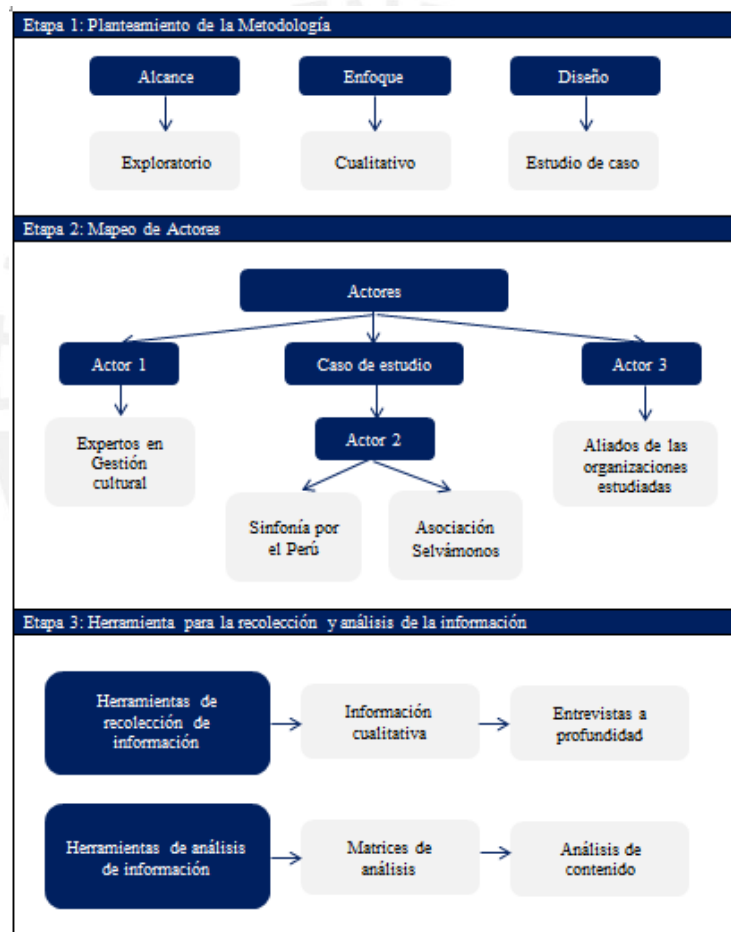 Etapa 1: Planteamiento de la Metodología
Alcance
Enfoque
Diseño
Exploratorio
Cualitativo
Estudio de caso
Etapa 2: Mapeo de Actores
Actores
Actor 1
Caso de estudio
Actor 3
Expertos en
Gestión
cultural
Actor 2
Aliados de las
organizaciones
estudiadas
Sinfonía por
el Perú
Asociación
Selvámonos
Etapa 3: Herramienta para la recolección y análisis de la información
Herramientas de
recolección de
información
Información
cualitativa
Entrevistas a
profundidad
Herramientas de análisis
de información
Matrices de
análisis
Análisis de
contenido